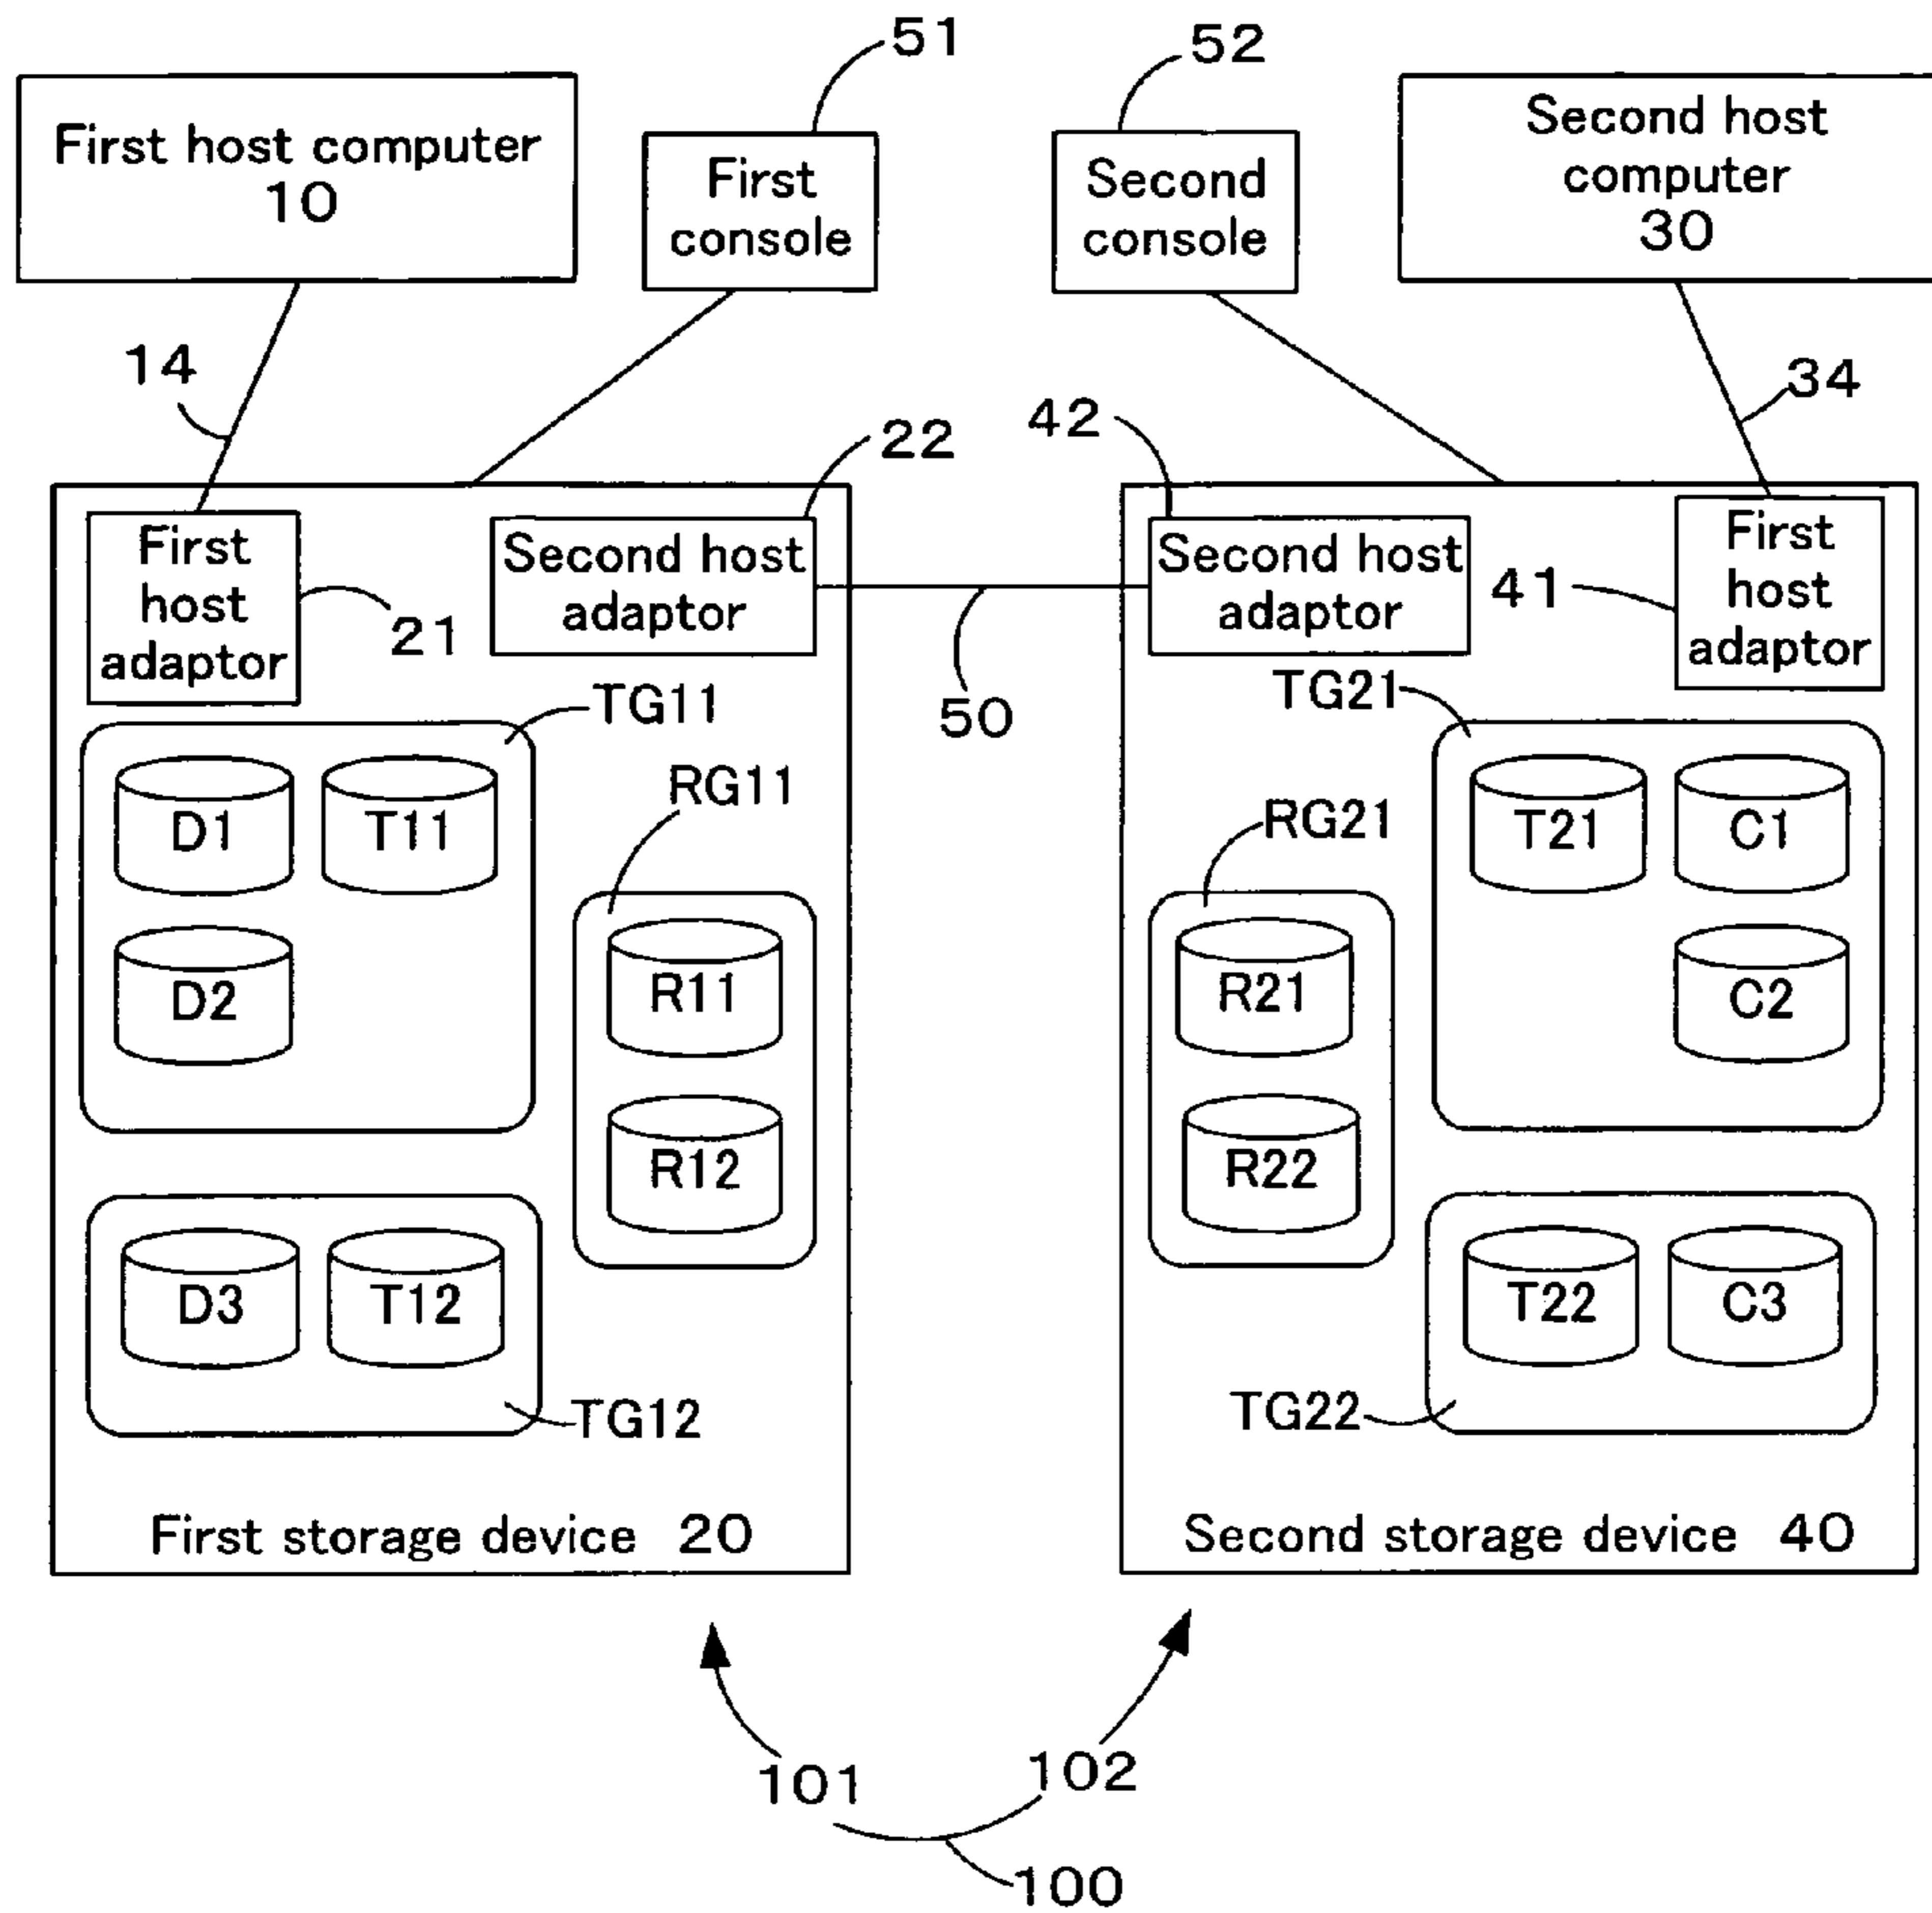 51
52
First host computer
10
First
console
Second
console
Second host
computer
30
14
34
22
42
First
host
adaptor
21
Second host
adaptor
50
Second host
adaptor
41
First
host
adaptor
TG11
D1
T11
D2
RG11
R11
R12
D3
T12
TG12
First storage device 20
TG21
T21
C1
C2
RG21
R21
R22
T22
C3
TG22
Second storage device 40
101
102
100